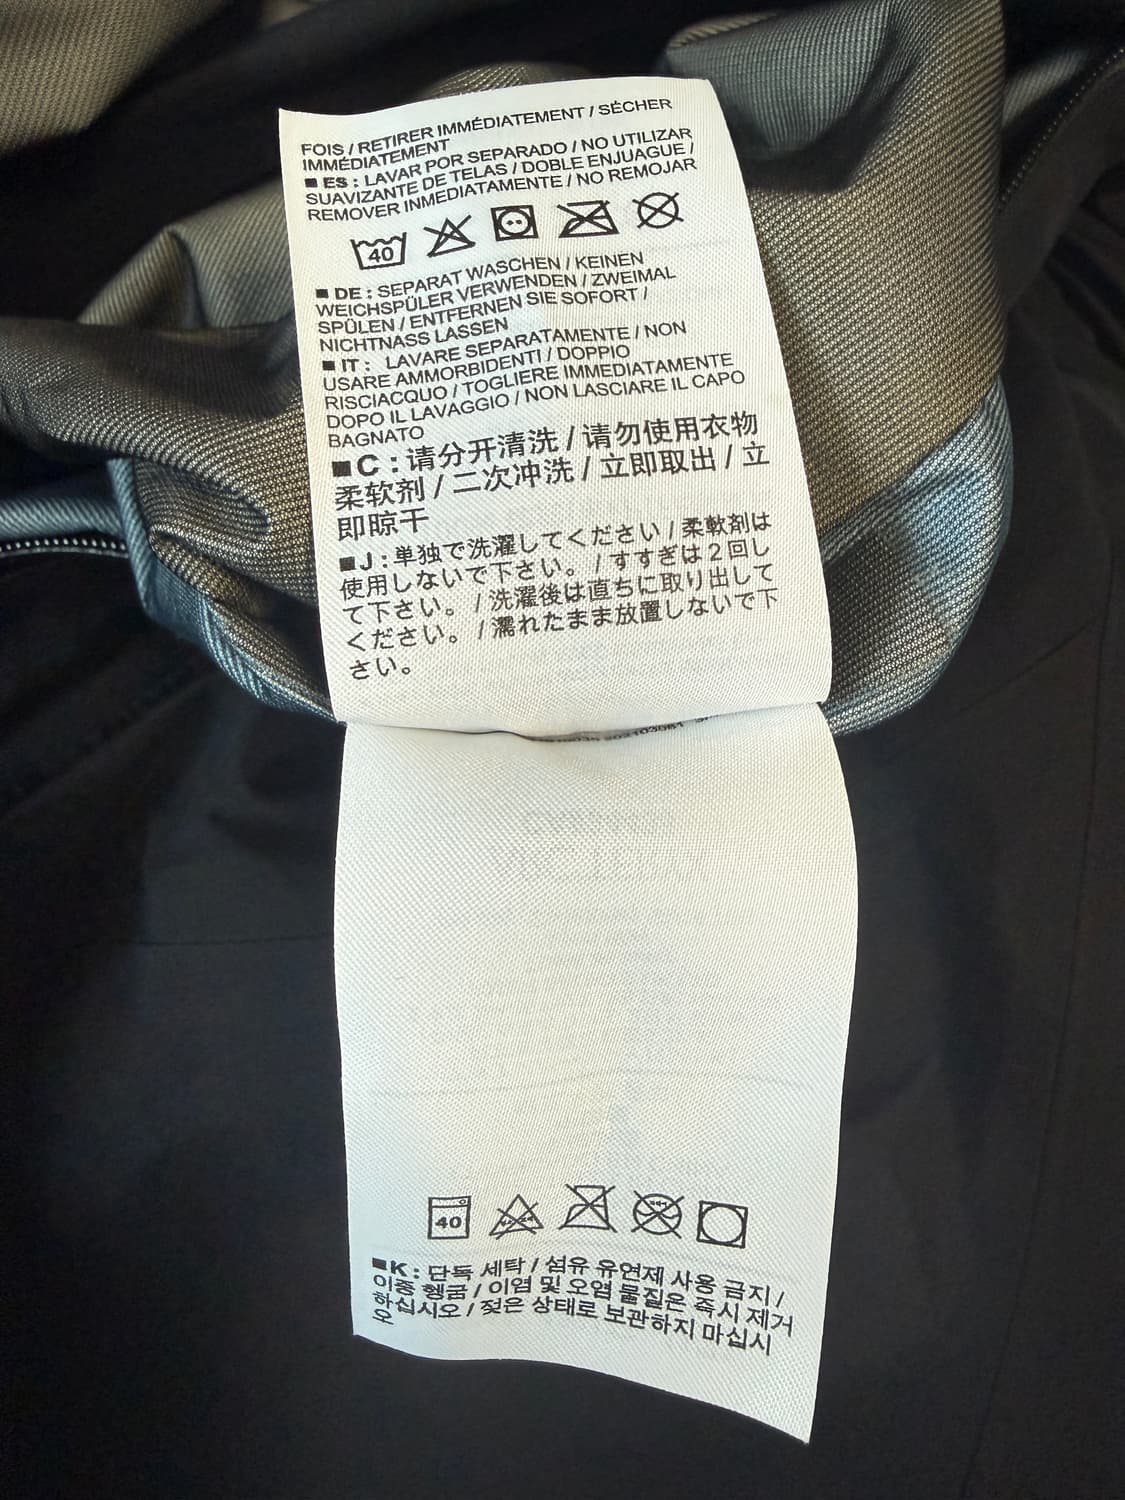 FOIS / RETIRER IMMÉDIATEMENT / SÉCHER
IMMÉDIATEMENT
■ ES : LAVAR POR SEPARADO / NO UTILIZAR
SUAVIZANTE DE TELAS / DOBLE ENJUAGUE /
REMOVER INMEDIATAMENTE / NO REMOJAR
40
■ DE : SEPARAT WASCHEN / KEINEN
WEICHSPÜLER VERWENDEN / ZWEIMAL
SPÜLEN / ENTFERNEN SIE SOFORT /
NICHTNASS LASSEN
■ IT : LAVARE SEPARATAMENTE / NON
USARE AMMORBIDENTI / DOPPIO
RISCIACQUO / TOGLIERE IMMEDIATAMENTE
DOPO IL LAVAGGIO / NON LASCIARE IL CAPO
BAGNATO
■ C : 请分开清洗 / 请勿使用衣物
柔软剂 / 二次冲洗 / 立即取出 / 立
即晾干
■ J : 単独で洗濯してください / 柔軟剤は
使用しないで下さい。 / すすぎは2回し
て下さい。 / 洗濯後は直ちに取り出して
ください。 / 濡れたまま放置しないで下
さい。
40
■ K : 단독 세탁 / 섬유 유연제 사용 금지 /
이중 헹굼 / 이염 및 오염 물질은 즉시 제거
하십시오 / 젖은 상태로 보관하지 마십시
오